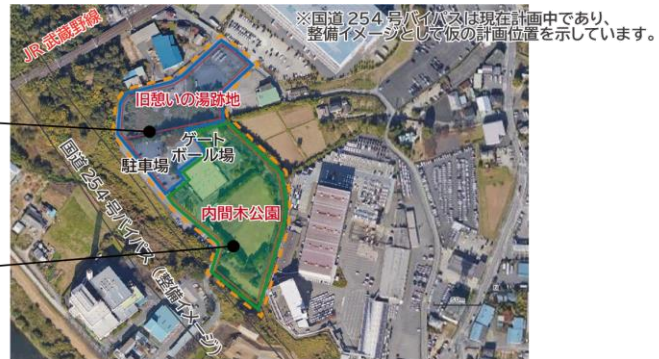 ※国道254号バイパスは現在計画中であり、
整備イメージとして仮の計画位置を示しています。
JR武蔵野線
旧憩いの湯跡地
ゲート
ボール場
駐車場
国道254号バイパス(整備イメージ)
内間木公園